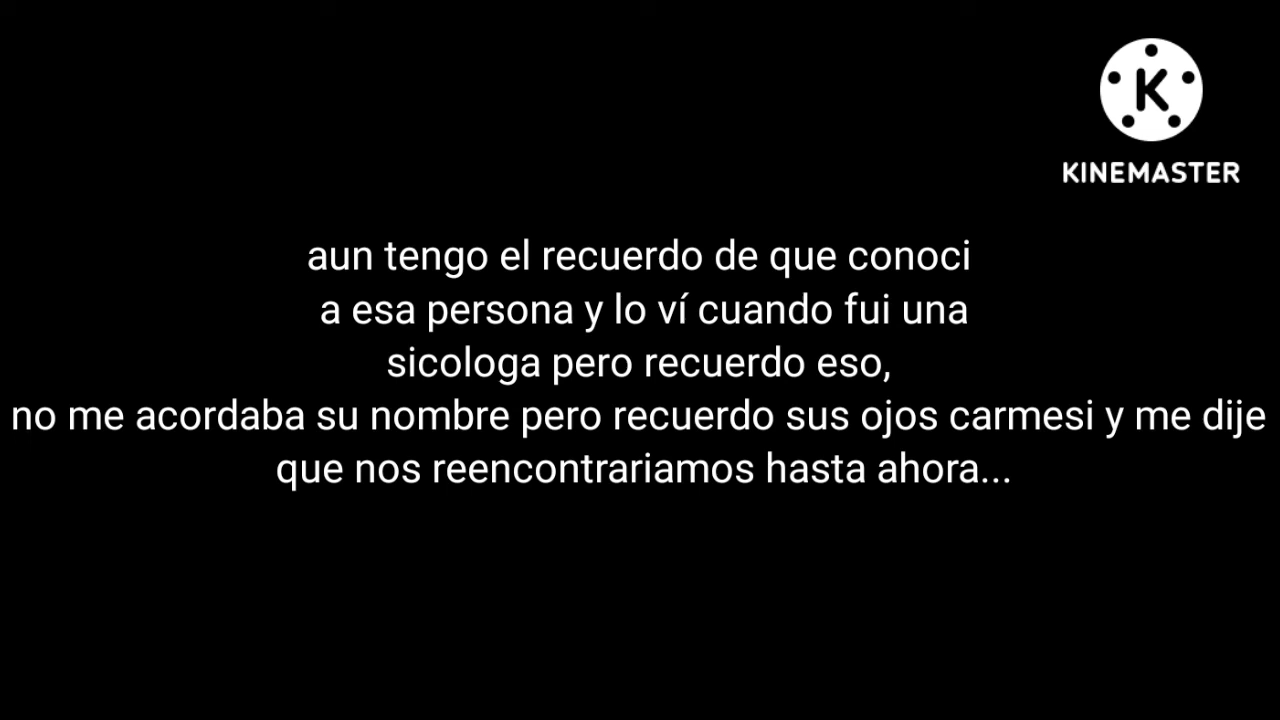 K
KINEMASTER
aun tengo el recuerdo de que conoci
a esa persona y lo ví cuando fui una
sicologa pero recuerdo eso,
no me acordaba su nombre pero recuerdo sus ojos carmesi y me dije
que nos reencontrariamos hasta ahora...